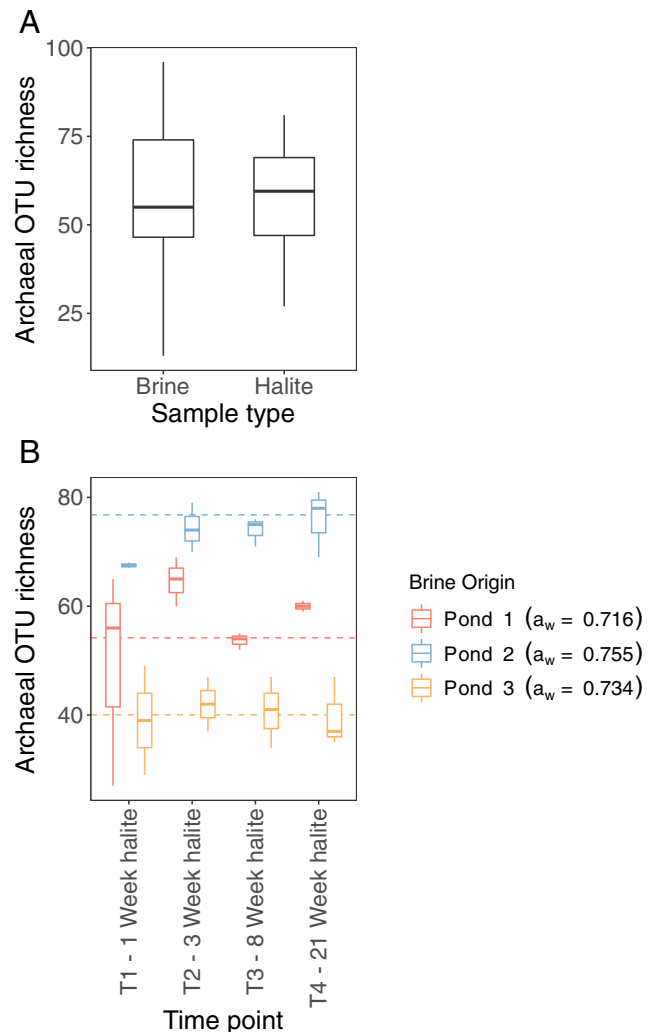 A
Archaeal OTU richness
100
75
50
25
Brine
Halite
Sample type
B
Archaeal OTU richness
80
60
40
T1 - 1 Week halite
T2 - 3 Week halite
T3 - 8 Week halite
T4 - 21 Week halite
Time point
Brine Origin
Pond 1 (aw = 0.716)
Pond 2 (aw = 0.755)
Pond 3 (aw = 0.734)